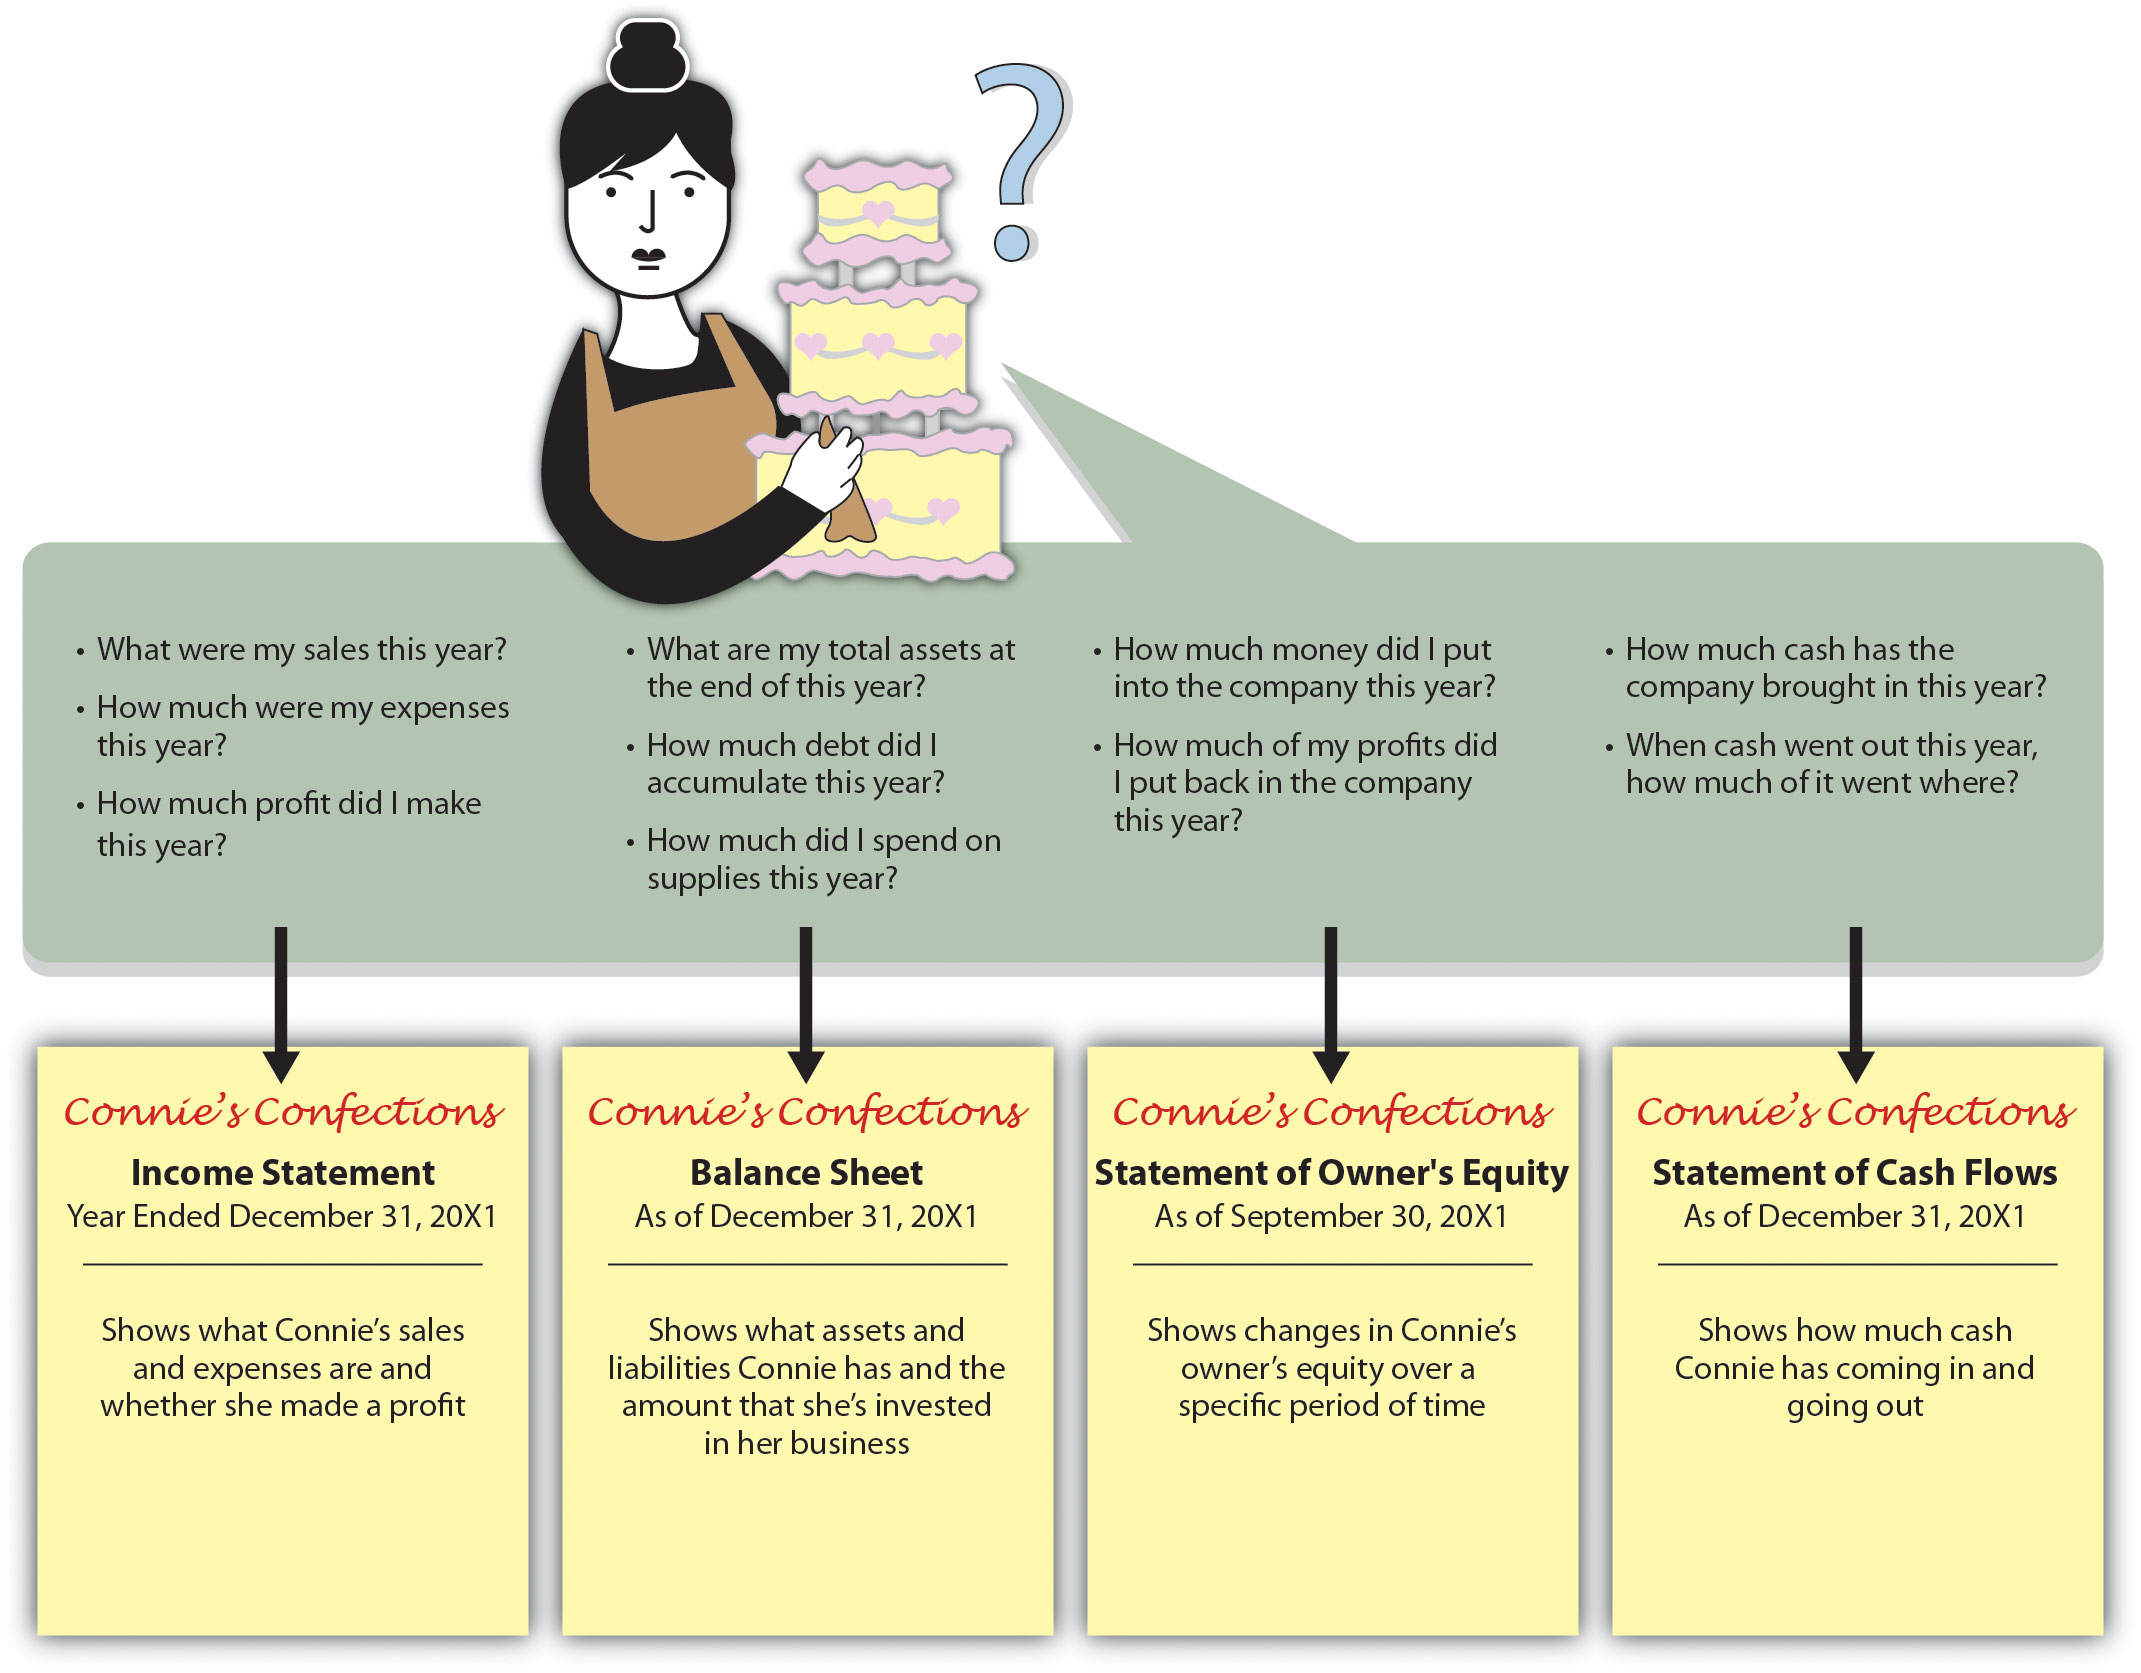 ?
• What were my sales this year?
• How much were my expenses
this year?
• How much profit did I make
this year?
• What are my total assets at
the end of this year?
• How much debt did I
accumulate this year?
• How much did I spend on
supplies this year?
• How much money did I put
into the company this year?
• How much of my profits did
I put back in the company
this year?
• How much cash has the
company brought in this year?
• When cash went out this year,
how much of it went where?
Connie’s Confections
Income Statement
Year Ended December 31, 20X1
Shows what Connie’s sales
and expenses are and
whether she made a profit
Connie’s Confections
Balance Sheet
As of December 31, 20X1
Shows what assets and
liabilities Connie has and the
amount that she’s invested
in her business
Connie’s Confections
Statement of Owner's Equity
As of September 30, 20X1
Shows changes in Connie’s
owner’s equity over a
specific period of time
Connie’s Confections
Statement of Cash Flows
As of December 31, 20X1
Shows how much cash
Connie has coming in and
going out